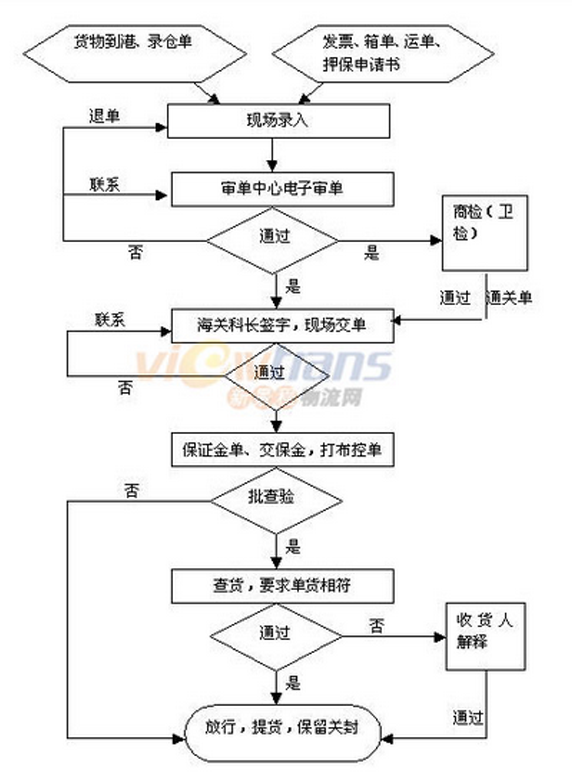 货物到港、录仓单
发票、箱单、运单、
押保申请书
退单
现场录入
联系
审单中心电子审单
商检(卫
检)
通过
否
是
是
通过
通关单
联系
海关科长签字,现场交单
viewtrans
通过
否
物流网
保证金单、交保金,打布控单
否
批查验
是
查货,要求单货相符
通过
否
收货人
解释
是
通过
放行,提货,保留关封